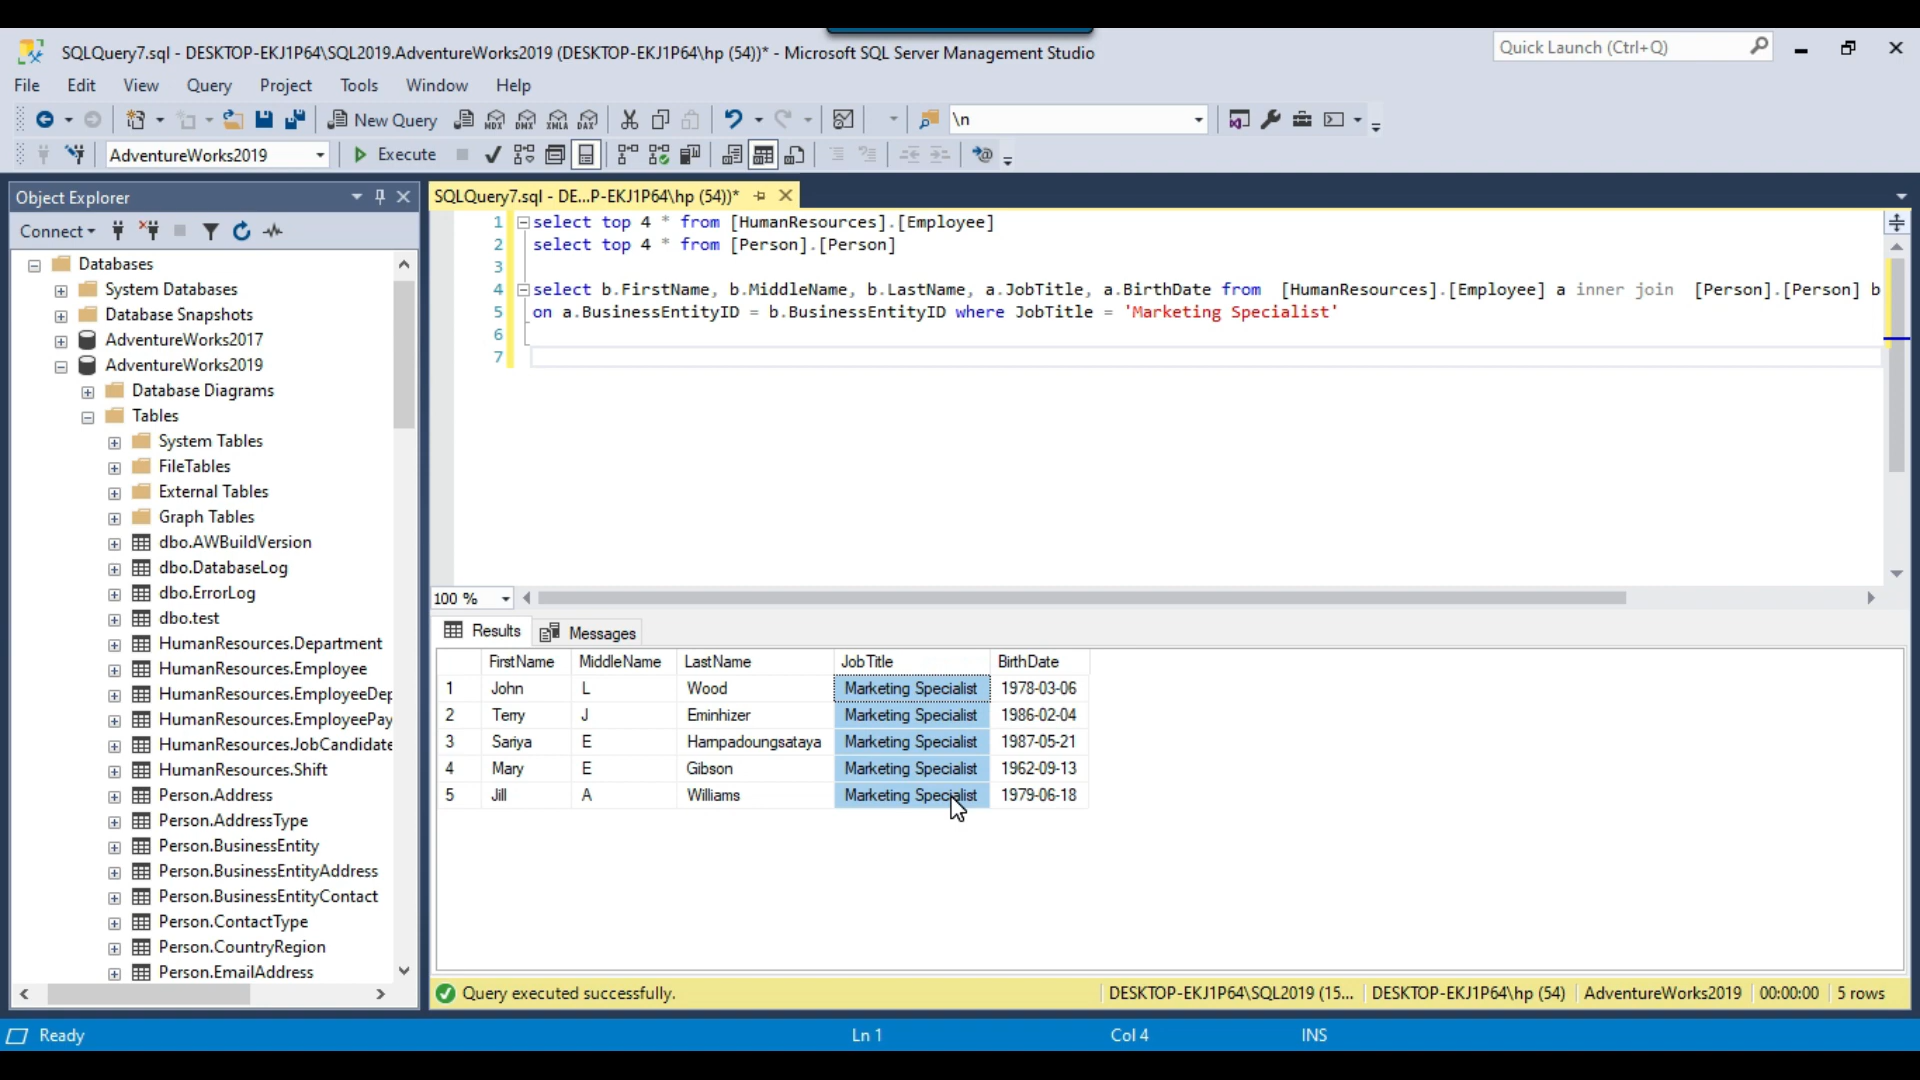 SQLQuery7.sql - DESKTOP-EKJ1P64\SQL2019.AdventureWorks2019 (DESKTOP-EKJ1P64\hp (54))* - Microsoft SQL Server Management Studio
Quick Launch (Ctrl+Q)
File Edit View Query Project Tools Window Help
New Query MDX DMX XMLA DAX \n
AdventureWorks2019 Execute
Object Explorer
Connect
Databases
System Databases
Database Snapshots
AdventureWorks2017
AdventureWorks2019
Database Diagrams
Tables
System Tables
FileTables
External Tables
Graph Tables
dbo.AWBuildVersion
dbo.DatabaseLog
dbo.ErrorLog
dbo.test
HumanResources.Department
HumanResources.Employee
HumanResources.EmployeeDep
HumanResources.EmployeePay
HumanResources.JobCandidate
HumanResources.Shift
Person.Address
Person.AddressType
Person.BusinessEntity
Person.BusinessEntityAddress
Person.BusinessEntityContact
Person.ContactType
Person.CountryRegion
Person.EmailAddress
SQLQuery7.sql - DE...P-EKJ1P64\hp (54))*
1 select top 4 * from [HumanResources].[Employee]
2 select top 4 * from [Person].[Person]
3
4 select b.FirstName, b.MiddleName, b.LastName, a.JobTitle, a.BirthDate from [HumanResources].[Employee] a inner join [Person].[Person] b
5 on a.BusinessEntityID = b.BusinessEntityID where JobTitle = 'Marketing Specialist'
6
7
100 %
Results Messages
FirstName MiddleName LastName JobTitle BirthDate
1 John L Wood Marketing Specialist 1978-03-06
2 Terry J Eminhizer Marketing Specialist 1986-02-04
3 Sariya E Harnpadoungsataya Marketing Specialist 1987-05-21
4 Mary E Gibson Marketing Specialist 1962-09-13
5 Jill A Williams Marketing Specialist 1979-06-18
Query executed successfully. DESKTOP-EKJ1P64\SQL2019 (15... DESKTOP-EKJ1P64\hp (54) AdventureWorks2019 00:00:00 5 rows
Ready Ln 1 Col 4 INS